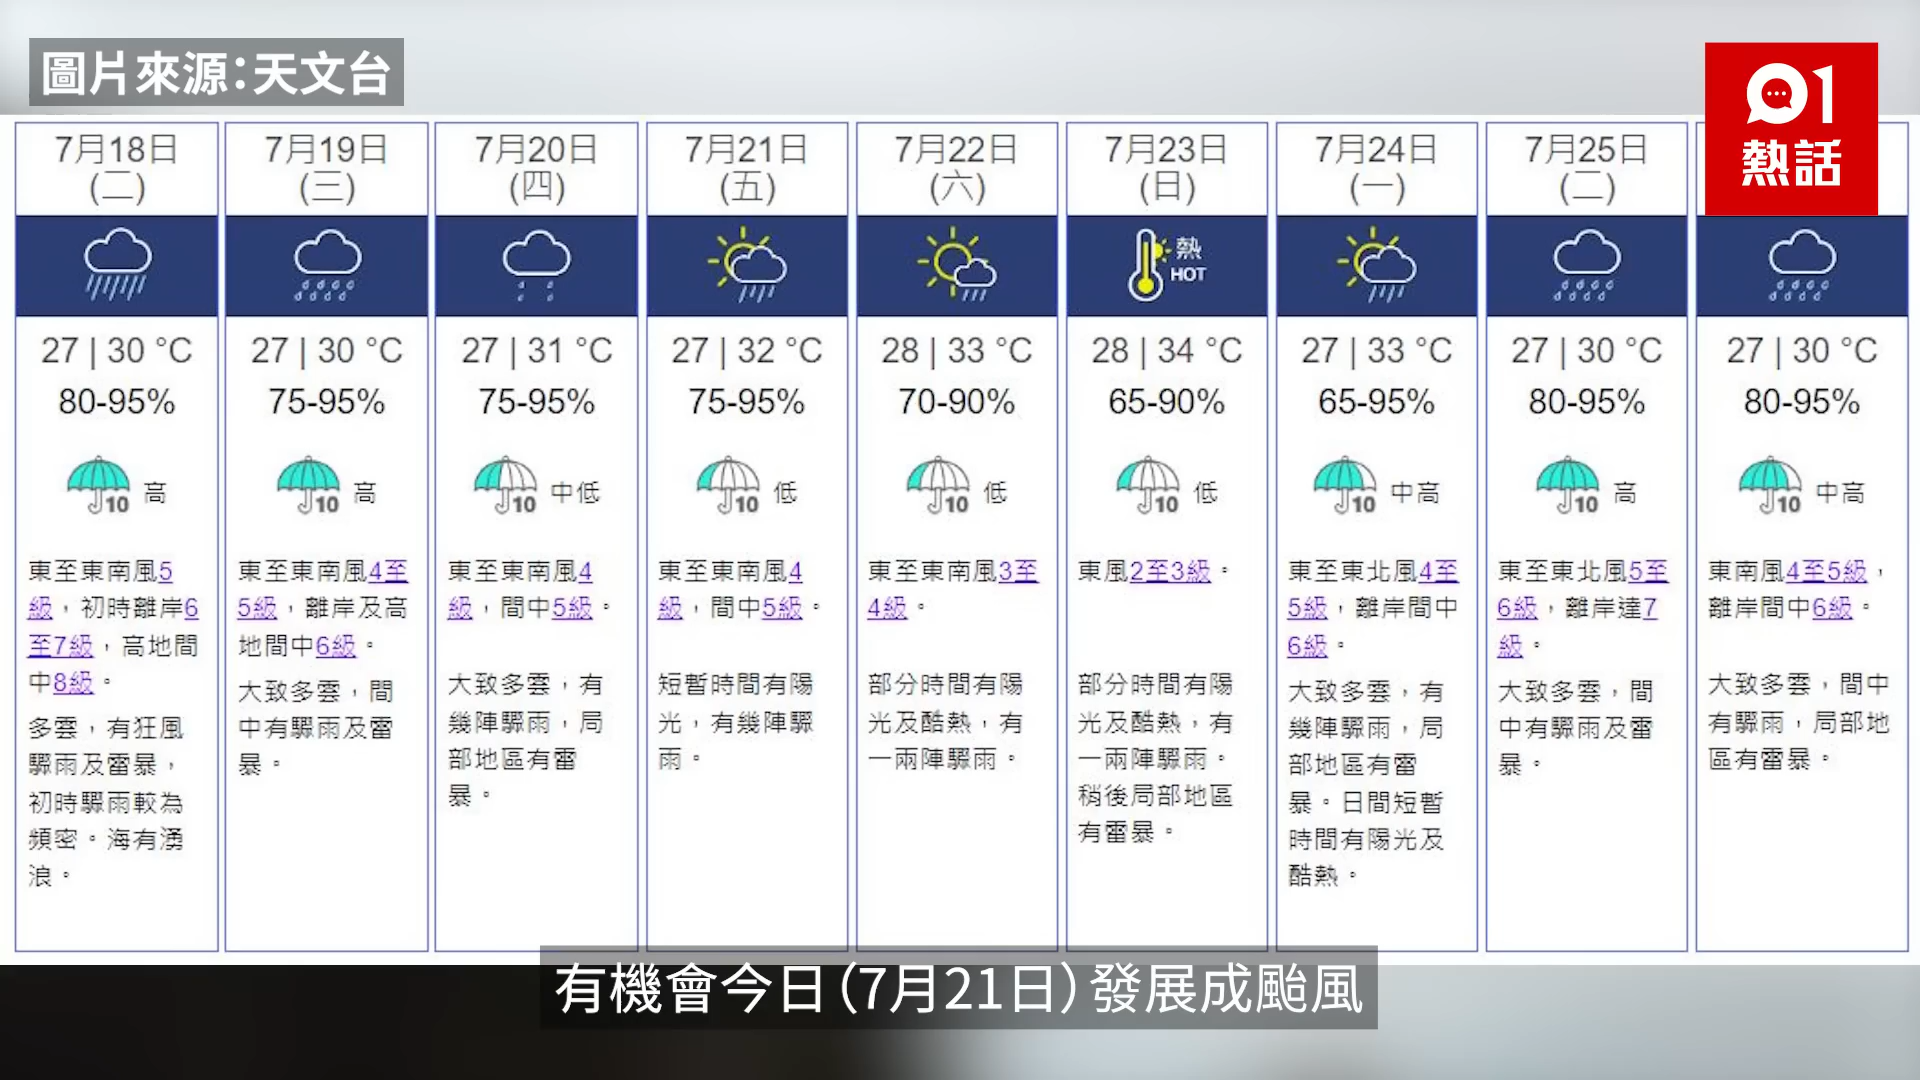 圖片來源：天文台
01
熱話
7月18日
(二)
27 | 30 °C
80-95%
10 高
東至東南風5
級，初時離岸6
至7級，高地間
中8級。
多雲，有狂風
驟雨及雷暴，
初時驟雨較為
頻密。海有湧
浪。
7月19日
(三)
27 | 30 °C
75-95%
10 高
東至東南風4至
5級，離岸及高
地間中6級。
大致多雲，間
中有驟雨及雷
暴。
7月20日
(四)
27 | 31 °C
75-95%
10 中低
東至東南風4
級，間中5級。
大致多雲，有
幾陣驟雨，局
部地區有雷
暴。
7月21日
(五)
27 | 32 °C
75-95%
10 低
東至東南風4
級，間中5級。
短暫時間有陽
光，有幾陣驟
雨。
7月22日
(六)
28 | 33 °C
70-90%
10 低
東至東南風3至
4級。
部分時間有陽
光及酷熱，有
一兩陣驟雨。
7月23日
(日)
熱
HOT
28 | 34 °C
65-90%
10 低
東風2至3級。
部分時間有陽
光及酷熱，有
一兩陣驟雨。
稍後局部地區
有雷暴。
7月24日
(一)
27 | 33 °C
65-95%
10 中高
東至東北風4至
5級，離岸間中
6級。
大致多雲，有
幾陣驟雨，局
部地區有雷
暴。日間短暫
時間有陽光及
酷熱。
7月25日
(二)
27 | 30 °C
80-95%
10 高
東至東北風5至
6級，離岸達7
級。
大致多雲，間
中有驟雨及雷
暴。
27 | 30 °C
80-95%
10 中高
東南風4至5級，
離岸間中6級。
大致多雲，間中
有驟雨，局部地
區有雷暴。
有機會今日（7月21日）發展成颱風